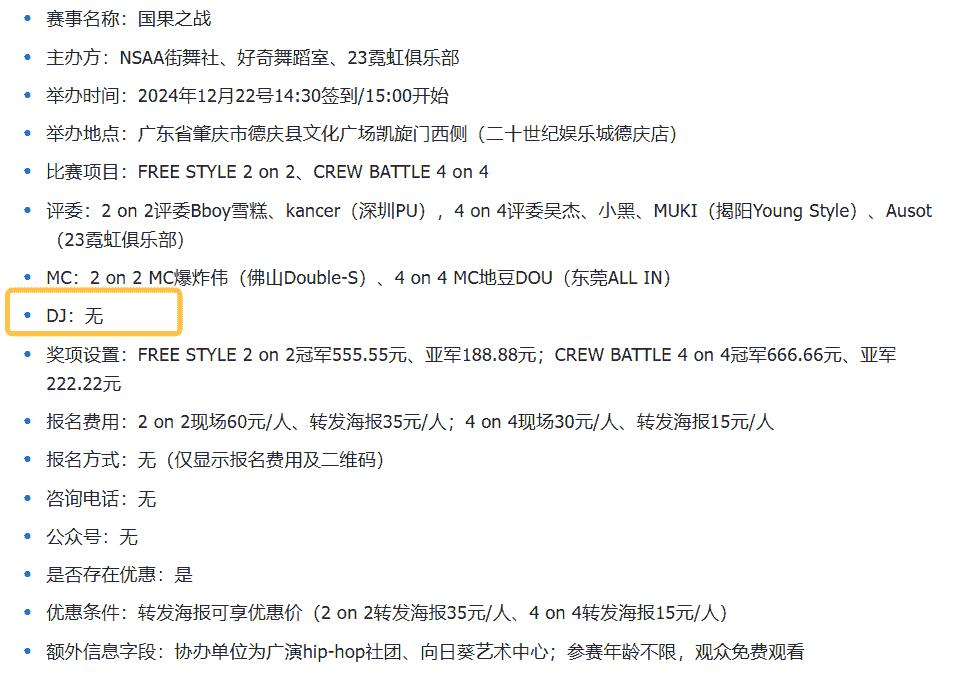 赛事名称：国果之战
主办方：NSAA街舞社、好奇舞蹈室、23霓虹俱乐部
举办时间：2024年12月22号14:30签到/15:00开始
举办地点：广东省肇庆市德庆县文化广场凯旋门西侧（二十世纪娱乐城德庆店）
比赛项目：FREE STYLE 2 on 2、CREW BATTLE 4 on 4
评委：2 on 2评委Bboy雪糕、kancer（深圳PU），4 on 4评委吴杰、小黑、MUKI（揭阳Young Style）、Ausot
（23霓虹俱乐部）
MC：2 on 2 MC爆炸伟（佛山Double-S）、4 on 4 MC地豆DOU（东莞ALL IN）
DJ：无
奖项设置：FREE STYLE 2 on 2冠军555.55元、亚军188.88元；CREW BATTLE 4 on 4冠军666.66元、亚军
222.22元
报名费用：2 on 2现场60元/人、转发海报35元/人；4 on 4现场30元/人、转发海报15元/人
报名方式：无（仅显示报名费用及二维码）
咨询电话：无
公众号：无
是否存在优惠：是
优惠条件：转发海报可享优惠价（2 on 2转发海报35元/人、4 on 4转发海报15元/人）
额外信息字段：协办单位为广演hip-hop社团、向日葵艺术中心；参赛年龄不限，观众免费观看